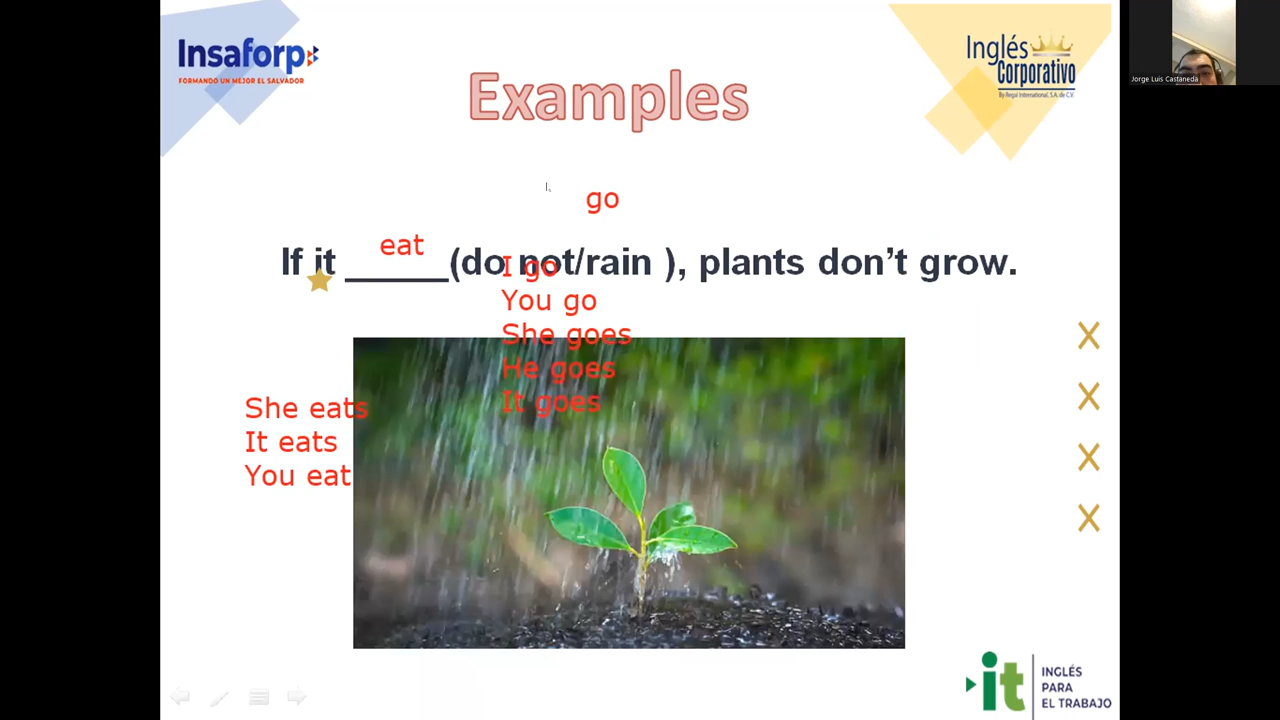 Insaforp
FORMANDO UN MEJOR EL SALVADOR
Inglés
Corporativo
By Regal International, S.A. de C.V.
Jorge Luis Castaneda
Examples
go
eat
If it ______(do not/rain ), plants don’t grow.
I go
You go
She goes
He goes
It goes
She eats
It eats
You eat
X
X
X
X
it
INGLÉS
PARA
EL TRABAJO